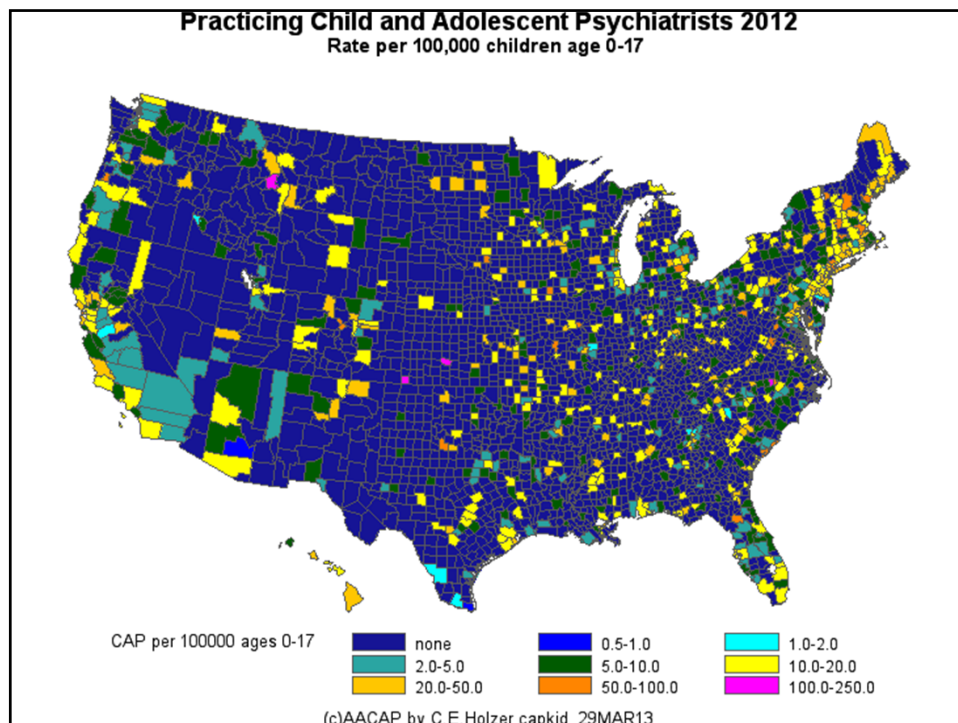 Practicing Child and Adolescent Psychiatrists 2012
Rate per 100,000 children age 0-17
CAP per 100000 ages 0-17
none 0.5-1.0 1.0-2.0
2.0-5.0 5.0-10.0 10.0-20.0
20.0-50.0 50.0-100.0 100.0-250.0
(c)AACAP by C E Holzer capkid 29MAR13